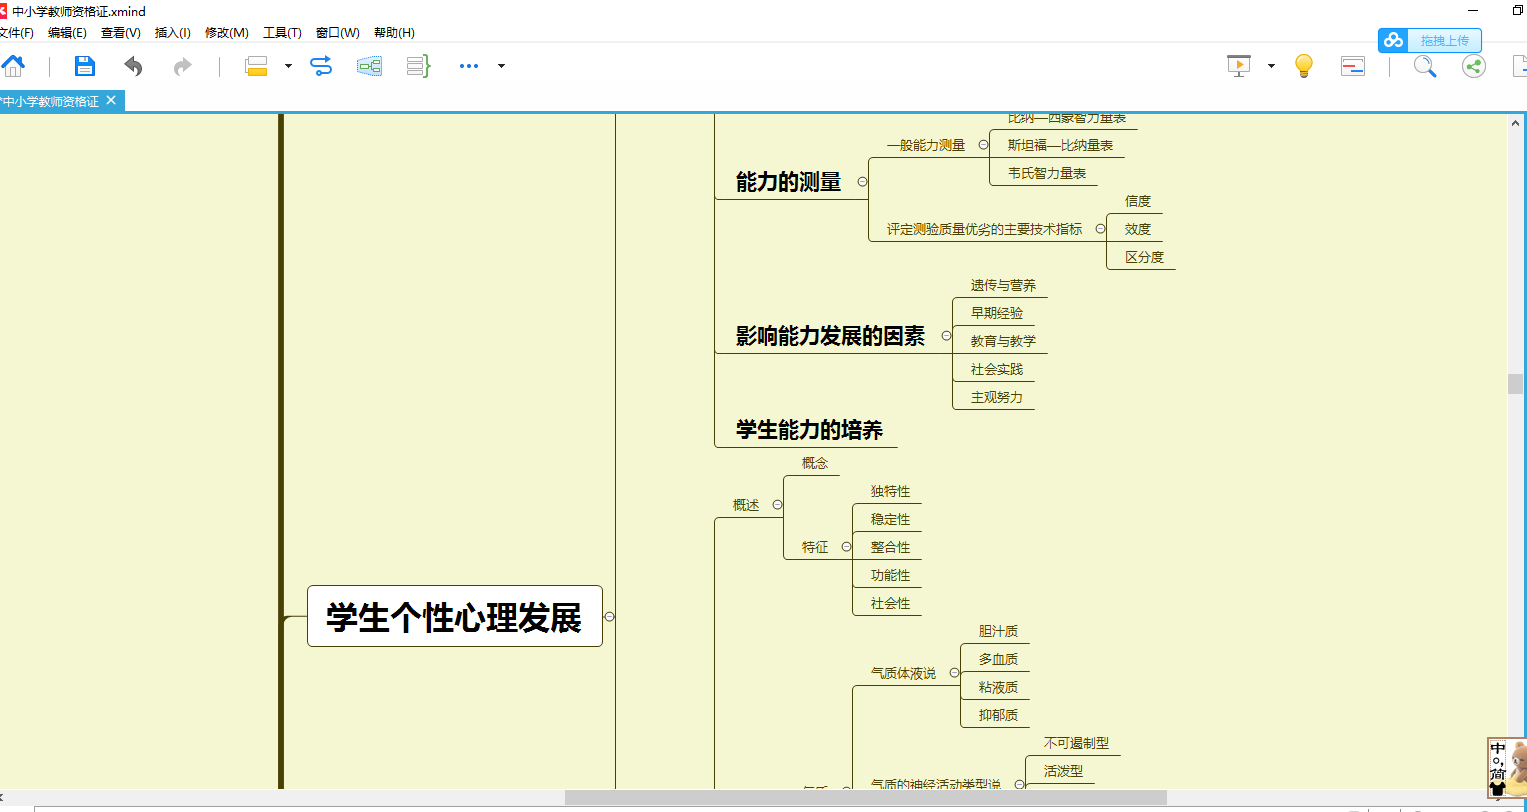 中小学教师资格证.xmind
文件(F) 编辑(E) 查看(V) 插入(I) 修改(M) 工具(T) 窗口(W) 帮助(H)
拖拽上传
*中小学教师资格证
比纳—西蒙智力量表
一般能力测量
斯坦福—比纳量表
韦氏智力量表
能力的测量
信度
评定测验质量优劣的主要技术指标
效度
区分度
遗传与营养
早期经验
影响能力发展的因素
教育与教学
社会实践
主观努力
学生能力的培养
概念
概述
独特性
稳定性
特征
整合性
功能性
社会性
学生个性心理发展
胆汁质
多血质
气质体液说
粘液质
抑郁质
不可遏制型
活泼型
气质的神经活动类型说
气质
中
简